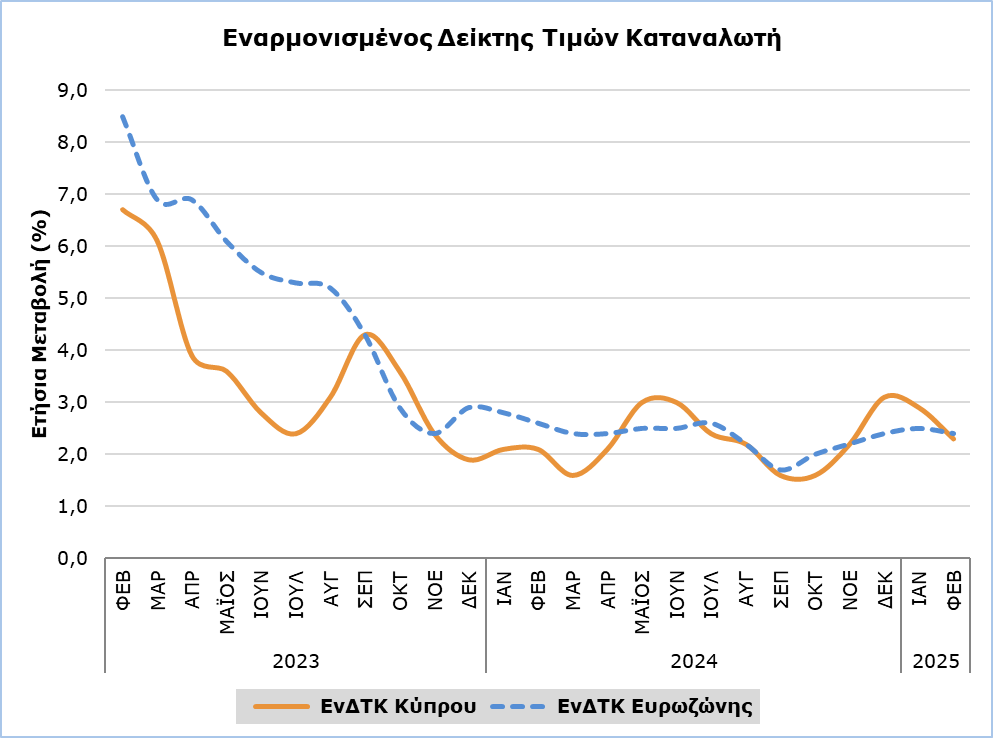 Εναρμονισμένος Δείκτης Τιμών Καταναλωτή
Ετήσια Μεταβολή (%)
9,0
8,0
7,0
6,0
5,0
4,0
3,0
2,0
1,0
0,0
ΦΕΒ ΜΑΡ ΑΠΡ ΜΑΪΟΣ ΙΟΥΝ ΙΟΥΛ ΑΥΓ ΣΕΠ ΟΚΤ ΝΟΕ ΔΕΚ ΙΑΝ ΦΕΒ ΜΑΡ ΑΠΡ ΜΑΪΟΣ ΙΟΥΝ ΙΟΥΛ ΑΥΓ ΣΕΠ ΟΚΤ ΝΟΕ ΔΕΚ ΙΑΝ ΦΕΒ
2023 2024 2025
ΕνΔΤΚ Κύπρου ΕνΔΤΚ Ευρωζώνης